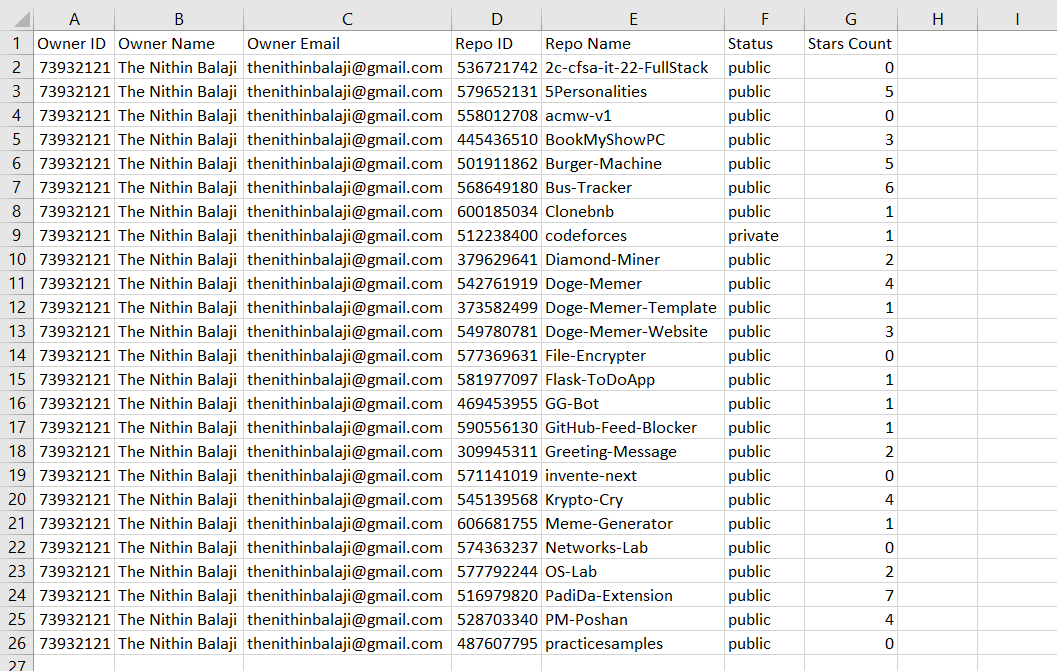 A B C D E F G H I
1 Owner ID Owner Name Owner Email Repo ID Repo Name Status Stars Count
2 73932121 The Nithin Balaji thenithinbalaji@gmail.com 536721742 2c-cfsa-it-22-FullStack public 0
3 73932121 The Nithin Balaji thenithinbalaji@gmail.com 579652131 5Personalities public 5
4 73932121 The Nithin Balaji thenithinbalaji@gmail.com 558012708 acmw-v1 public 0
5 73932121 The Nithin Balaji thenithinbalaji@gmail.com 445436510 BookMyShowPC public 3
6 73932121 The Nithin Balaji thenithinbalaji@gmail.com 501911862 Burger-Machine public 5
7 73932121 The Nithin Balaji thenithinbalaji@gmail.com 568649180 Bus-Tracker public 6
8 73932121 The Nithin Balaji thenithinbalaji@gmail.com 600185034 Clonebnb public 1
9 73932121 The Nithin Balaji thenithinbalaji@gmail.com 512238400 codeforces private 1
10 73932121 The Nithin Balaji thenithinbalaji@gmail.com 379629641 Diamond-Miner public 2
11 73932121 The Nithin Balaji thenithinbalaji@gmail.com 542761919 Doge-Memer public 4
12 73932121 The Nithin Balaji thenithinbalaji@gmail.com 373582499 Doge-Memer-Template public 1
13 73932121 The Nithin Balaji thenithinbalaji@gmail.com 549780781 Doge-Memer-Website public 3
14 73932121 The Nithin Balaji thenithinbalaji@gmail.com 577369631 File-Encrypter public 0
15 73932121 The Nithin Balaji thenithinbalaji@gmail.com 581977097 Flask-ToDoApp public 1
16 73932121 The Nithin Balaji thenithinbalaji@gmail.com 469453955 GG-Bot public 1
17 73932121 The Nithin Balaji thenithinbalaji@gmail.com 590556130 GitHub-Feed-Blocker public 1
18 73932121 The Nithin Balaji thenithinbalaji@gmail.com 309945311 Greeting-Message public 2
19 73932121 The Nithin Balaji thenithinbalaji@gmail.com 571141019 invente-next public 0
20 73932121 The Nithin Balaji thenithinbalaji@gmail.com 545139568 Krypto-Cry public 4
21 73932121 The Nithin Balaji thenithinbalaji@gmail.com 606681755 Meme-Generator public 1
22 73932121 The Nithin Balaji thenithinbalaji@gmail.com 574363237 Networks-Lab public 0
23 73932121 The Nithin Balaji thenithinbalaji@gmail.com 577792244 OS-Lab public 2
24 73932121 The Nithin Balaji thenithinbalaji@gmail.com 516979820 PadiDa-Extension public 7
25 73932121 The Nithin Balaji thenithinbalaji@gmail.com 528703340 PM-Poshan public 4
26 73932121 The Nithin Balaji thenithinbalaji@gmail.com 487607795 practicesamples public 0
27